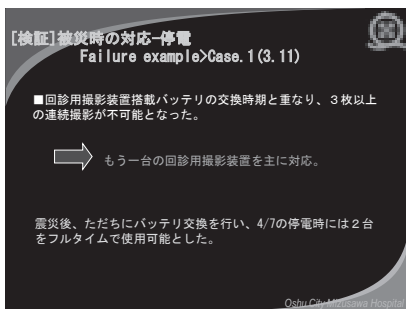 [検証]被災時の対応-停電
Failure example>Case.1(3.11)
■回診用撮影装置搭載バッテリの交換時期と重なり、３枚以上
の連続撮影が不可能となった。
もう一台の回診用撮影装置を主に対応。
震災後、ただちにバッテリ交換を行い、4/7の停電時には２台
をフルタイムで使用可能とした。
Oshu City Mizusawa Hospital